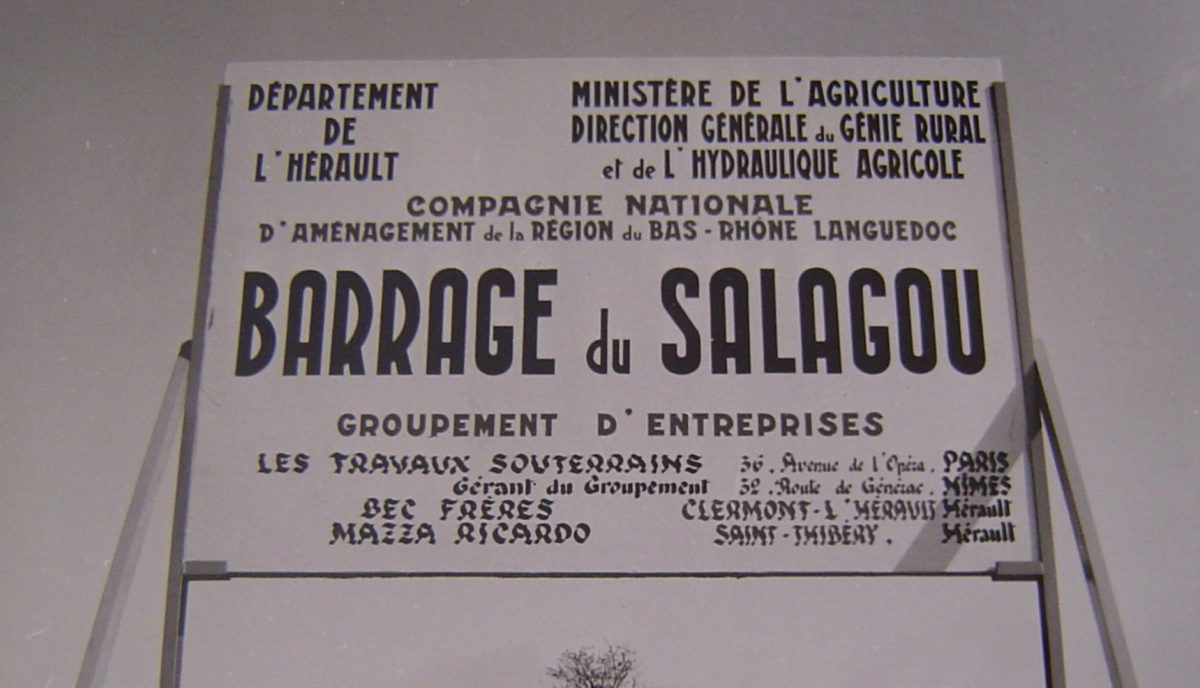 DÉPARTEMENT
DE
L'HÉRAULT
MINISTÈRE DE L'AGRICULTURE
DIRECTION GÉNÉRALE du GÉNIE RURAL
et de L'HYDRAULIQUE AGRICOLE
COMPAGNIE NATIONALE
D'AMÉNAGEMENT de la RÉGION du BAS-RHÔNE LANGUEDOC
BARRAGE du SALAGOU
GROUPEMENT D'ENTREPRISES
LES TRAVAUX SOUTERRAINS 36. Avenue de l'Opéra. PARIS
Gérant du Groupement 32. Route de Générac. NIMES
BEC FRÈRES CLERMONT-L'HÉRAULT Hérault
MAZZA RICARDO SAINT-THIBÉRY. Hérault